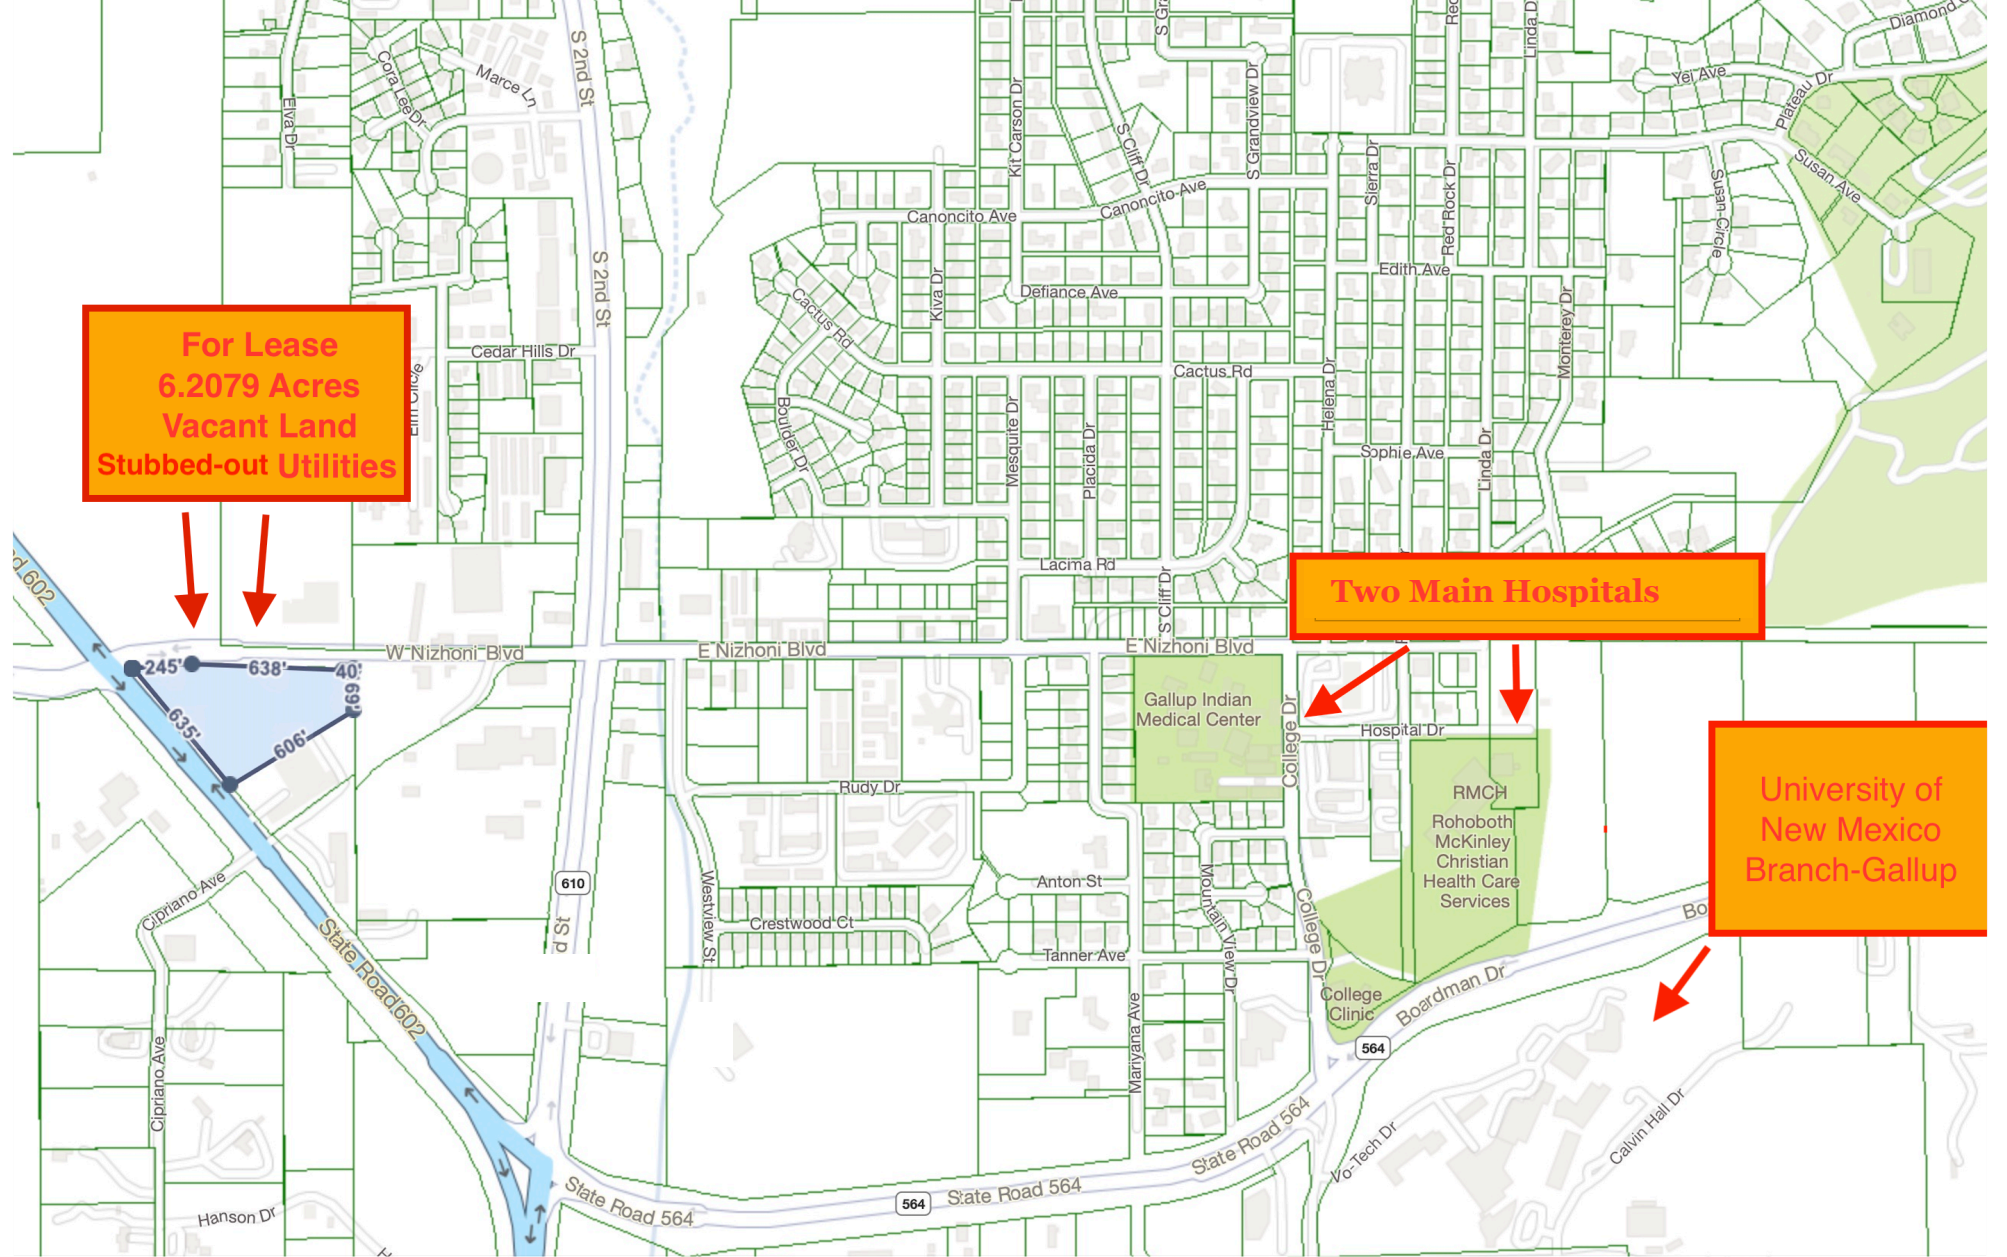 S 2nd St
Cora Lee Dr
Marce Ln
Elva Dr
S Gr
S Grandview Dr
Kit Carson Dr
S Cliff Dr
Linda D
Diamond
Yei Ave
Plateau Dr
Susan Ave
Susan Circle
Sierra Dr
Red Rock Dr
Canoncito Ave
Canoncito Ave
S 2nd St
Kiva Dr
Defiance Ave
Edith Ave
Monterey Dr
Cactus Rd
Cactus Rd
Cedar Hills Dr
For Lease
6.2079 Acres
Vacant Land
Stubbed-out Utilities
Boulder Dr
Mesquite Dr
Placida Dr
Helena Dr
Sophie Ave
Linda Dr
Lacima Rd
S Cliff Dr
Two Main Hospitals
d 602
W Nizhoni Blvd
E Nizhoni Blvd
E Nizhoni Blvd
245'
638'
40'
69'
635'
606'
Gallup Indian
Medical Center
College Dr
Hospital Dr
Rudy Dr
RMCH
Rohoboth
McKinley
Christian
Health Care
Services
University of
New Mexico
Branch-Gallup
Cipriano Ave
State Road 602
610
d St
Westview St
Crestwood Ct
Anton St
Tanner Ave
Mountain View Dr
College Dr
Bo
Boardman Dr
College
Clinic
564
Mariyana Ave
Cipriano Ave
Hanson Dr
State Road 564
564
State Road 564
State Road 564
Vo-Tech Dr
Calvin Hall Dr